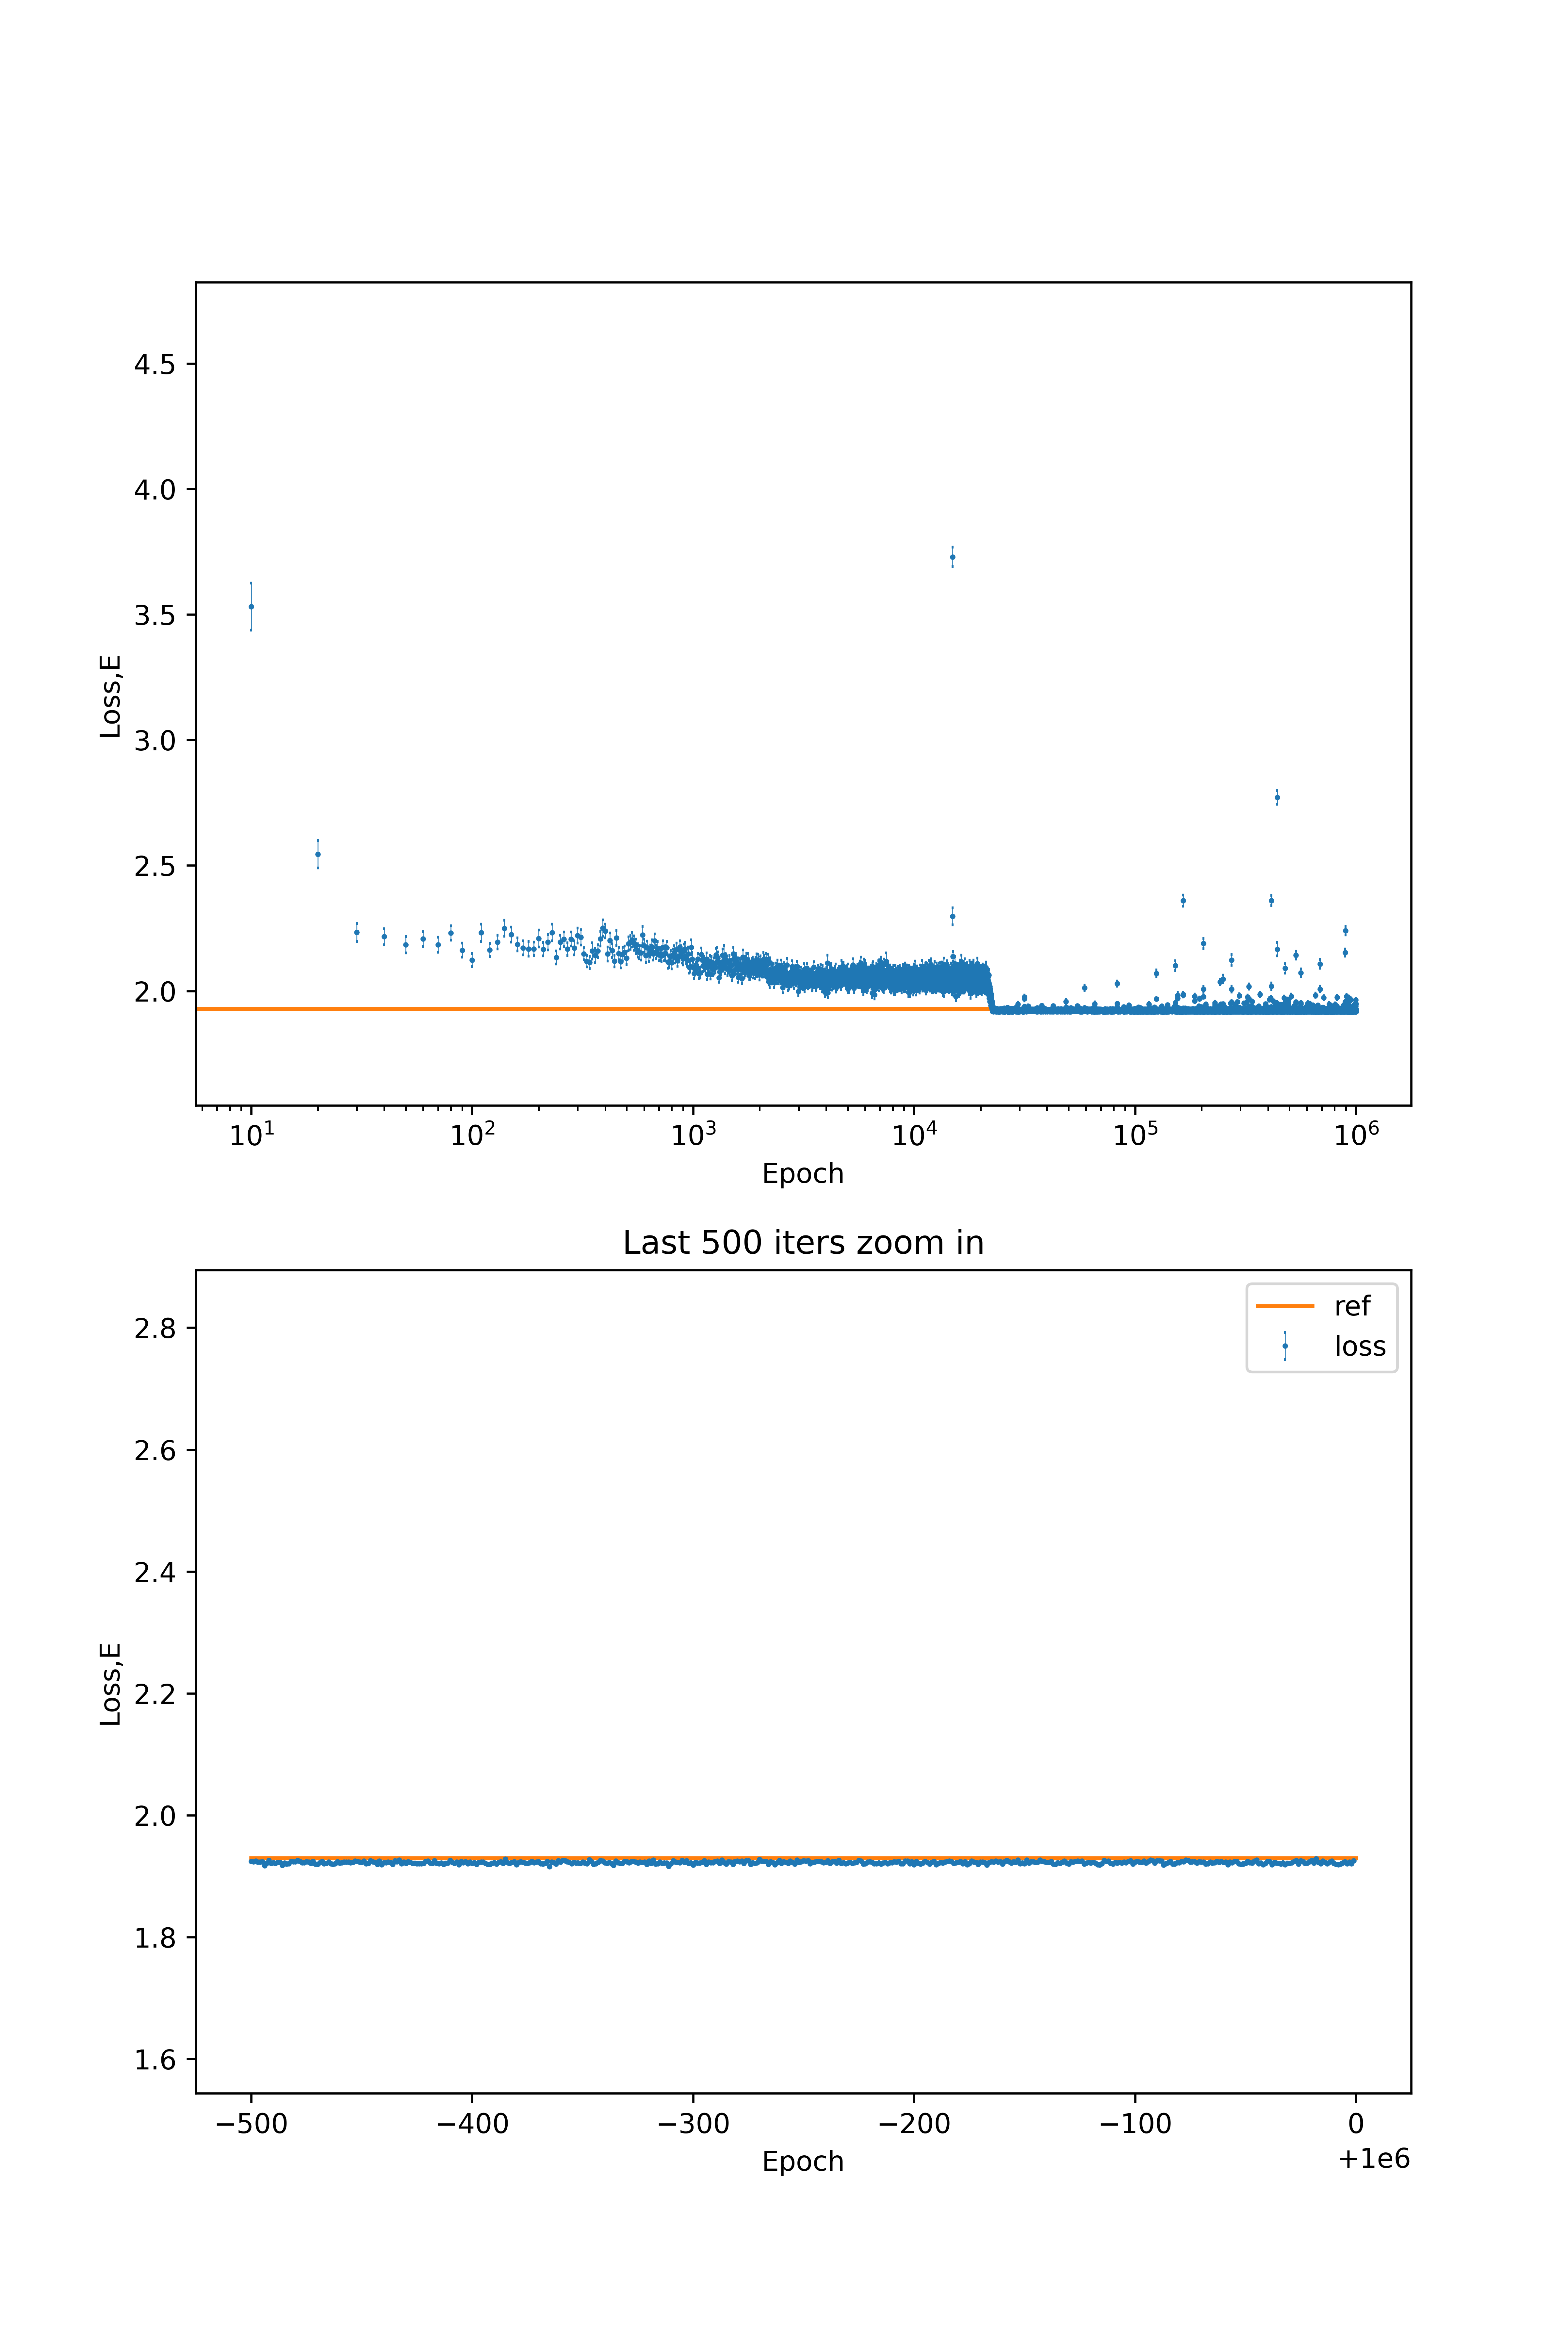 4.5
4.0
3.5
3.0
2.5
2.0
Loss,E
10¹ 10² 10³ 10⁴ 10⁵ 10⁶
Epoch
Last 500 iters zoom in
ref
loss
2.8
2.6
2.4
2.2
2.0
1.8
1.6
Loss,E
−500 −400 −300 −200 −100 0
+1e6
Epoch